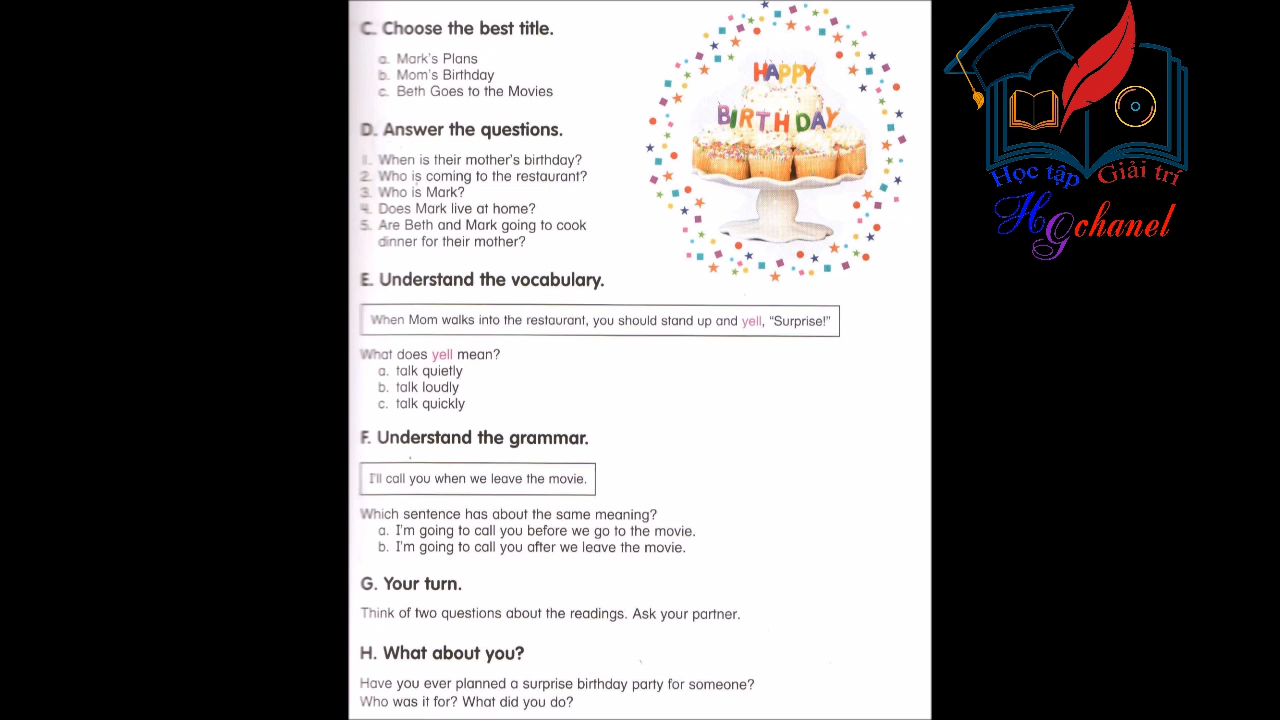 C. Choose the best title.
a. Mark's Plans
b. Mom's Birthday
c. Beth Goes to the Movies
D. Answer the questions.
1. When is their mother's birthday?
2. Who is coming to the restaurant?
3. Who is Mark?
4. Does Mark live at home?
5. Are Beth and Mark going to cook
dinner for their mother?
HAPPY
BIRTHDAY
E. Understand the vocabulary.
When Mom walks into the restaurant, you should stand up and yell, “Surprise!”
What does yell mean?
a. talk quietly
b. talk loudly
c. talk quickly
F. Understand the grammar.
I'll call you when we leave the movie.
Which sentence has about the same meaning?
a. I'm going to call you before we go to the movie.
b. I'm going to call you after we leave the movie.
G. Your turn.
Think of two questions about the readings. Ask your partner.
H. What about you?
Have you ever planned a surprise birthday party for someone?
Who was it for? What did you do?
Học tập Giải trí
HGchanel